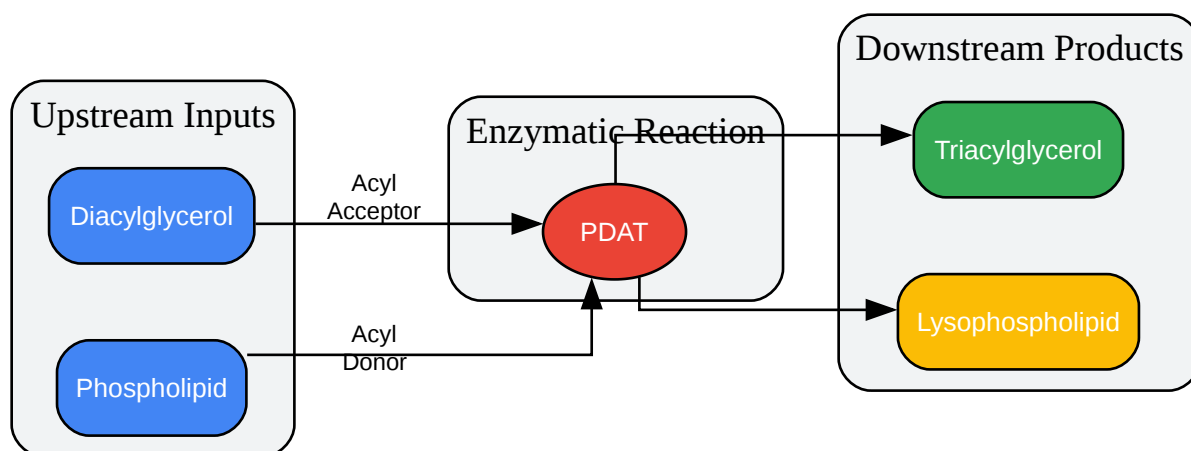 Upstream Inputs
Diacylglycerol
Phospholipid
Acyl
Acceptor
Acyl
Donor
Enzymatic Reaction
PDAT
Downstream Products
Triacylglycerol
Lysophospholipid